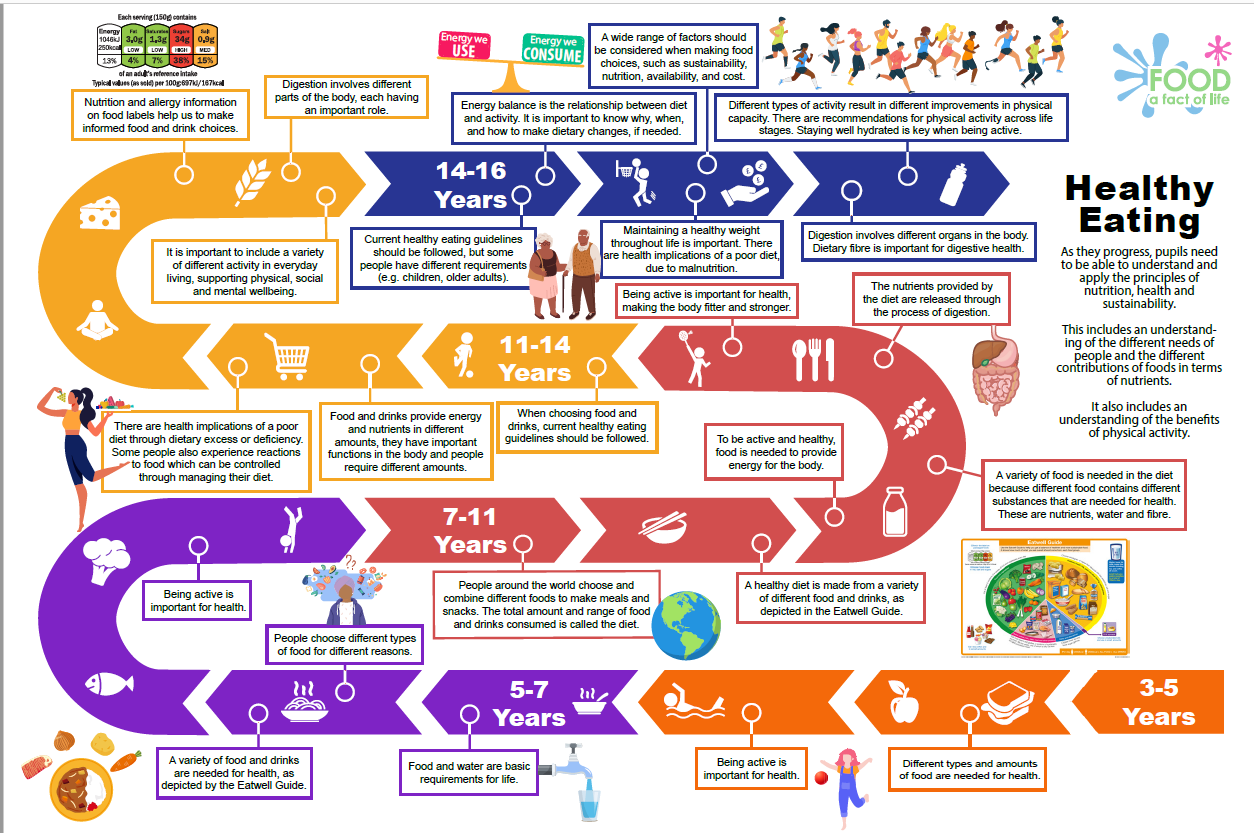 Each serving (150g) contains
Energy
1046kJ
250kcal
13%
Fat
3.0g
LOW
4%
Saturates
1.3g
LOW
7%
Sugars
34g
HIGH
38%
Salt
0.9g
MED
15%
of an adult's reference intake
Typical values (as sold) per 100g:697kJ/167kcal
Nutrition and allergy information
on food labels help us to make
informed food and drink choices.
Digestion involves different
parts of the body, each having
an important role.
Energy we
USE
Energy we
CONSUME
Energy balance is the relationship between diet
and activity. It is important to know why, when,
and how to make dietary changes, if needed.
A wide range of factors should
be considered when making food
choices, such as sustainability,
nutrition, availability, and cost.
Different types of activity result in different improvements in physical
capacity. There are recommendations for physical activity across life
stages. Staying well hydrated is key when being active.
FOOD
a fact of life
14-16
Years
It is important to include a variety
of different activity in everyday
living, supporting physical, social
and mental wellbeing.
Current healthy eating guidelines
should be followed, but some
people have different requirements
(e.g. children, older adults).
Maintaining a healthy weight
throughout life is important. There
are health implications of a poor diet,
due to malnutrition.
Digestion involves different organs in the body.
Dietary fibre is important for digestive health.
Healthy
Eating
As they progress, pupils need
to be able to understand and
apply the principles of
nutrition, health and
sustainability.
This includes an understand-
ing of the different needs of
people and the different
contributions of foods in terms
of nutrients.
It also includes an
understanding of the benefits
of physical activity.
Being active is important for health,
making the body fitter and stronger.
The nutrients provided by
the diet are released through
the process of digestion.
11-14
Years
There are health implications of a poor
diet through dietary excess or deficiency.
Some people also experience reactions
to food which can be controlled
through managing their diet.
Food and drinks provide energy
and nutrients in different
amounts, they have important
functions in the body and people
require different amounts.
When choosing food and
drinks, current healthy eating
guidelines should be followed.
To be active and healthy,
food is needed to provide
energy for the body.
A variety of food is needed in the diet
because different food contains different
substances that are needed for health.
These are nutrients, water and fibre.
7-11
Years
Being active is
important for health.
People choose different types
of food for different reasons.
People around the world choose and
combine different foods to make meals and
snacks. The total amount and range of food
and drinks consumed is called the diet.
A healthy diet is made from a variety
of different food and drinks, as
depicted in the Eatwell Guide.
Eatwell Guide
5-7
Years
3-5
Years
A variety of food and drinks
are needed for health, as
depicted by the Eatwell Guide.
Food and water are basic
requirements for life.
Being active is
important for health.
Different types and amounts
of food are needed for health.